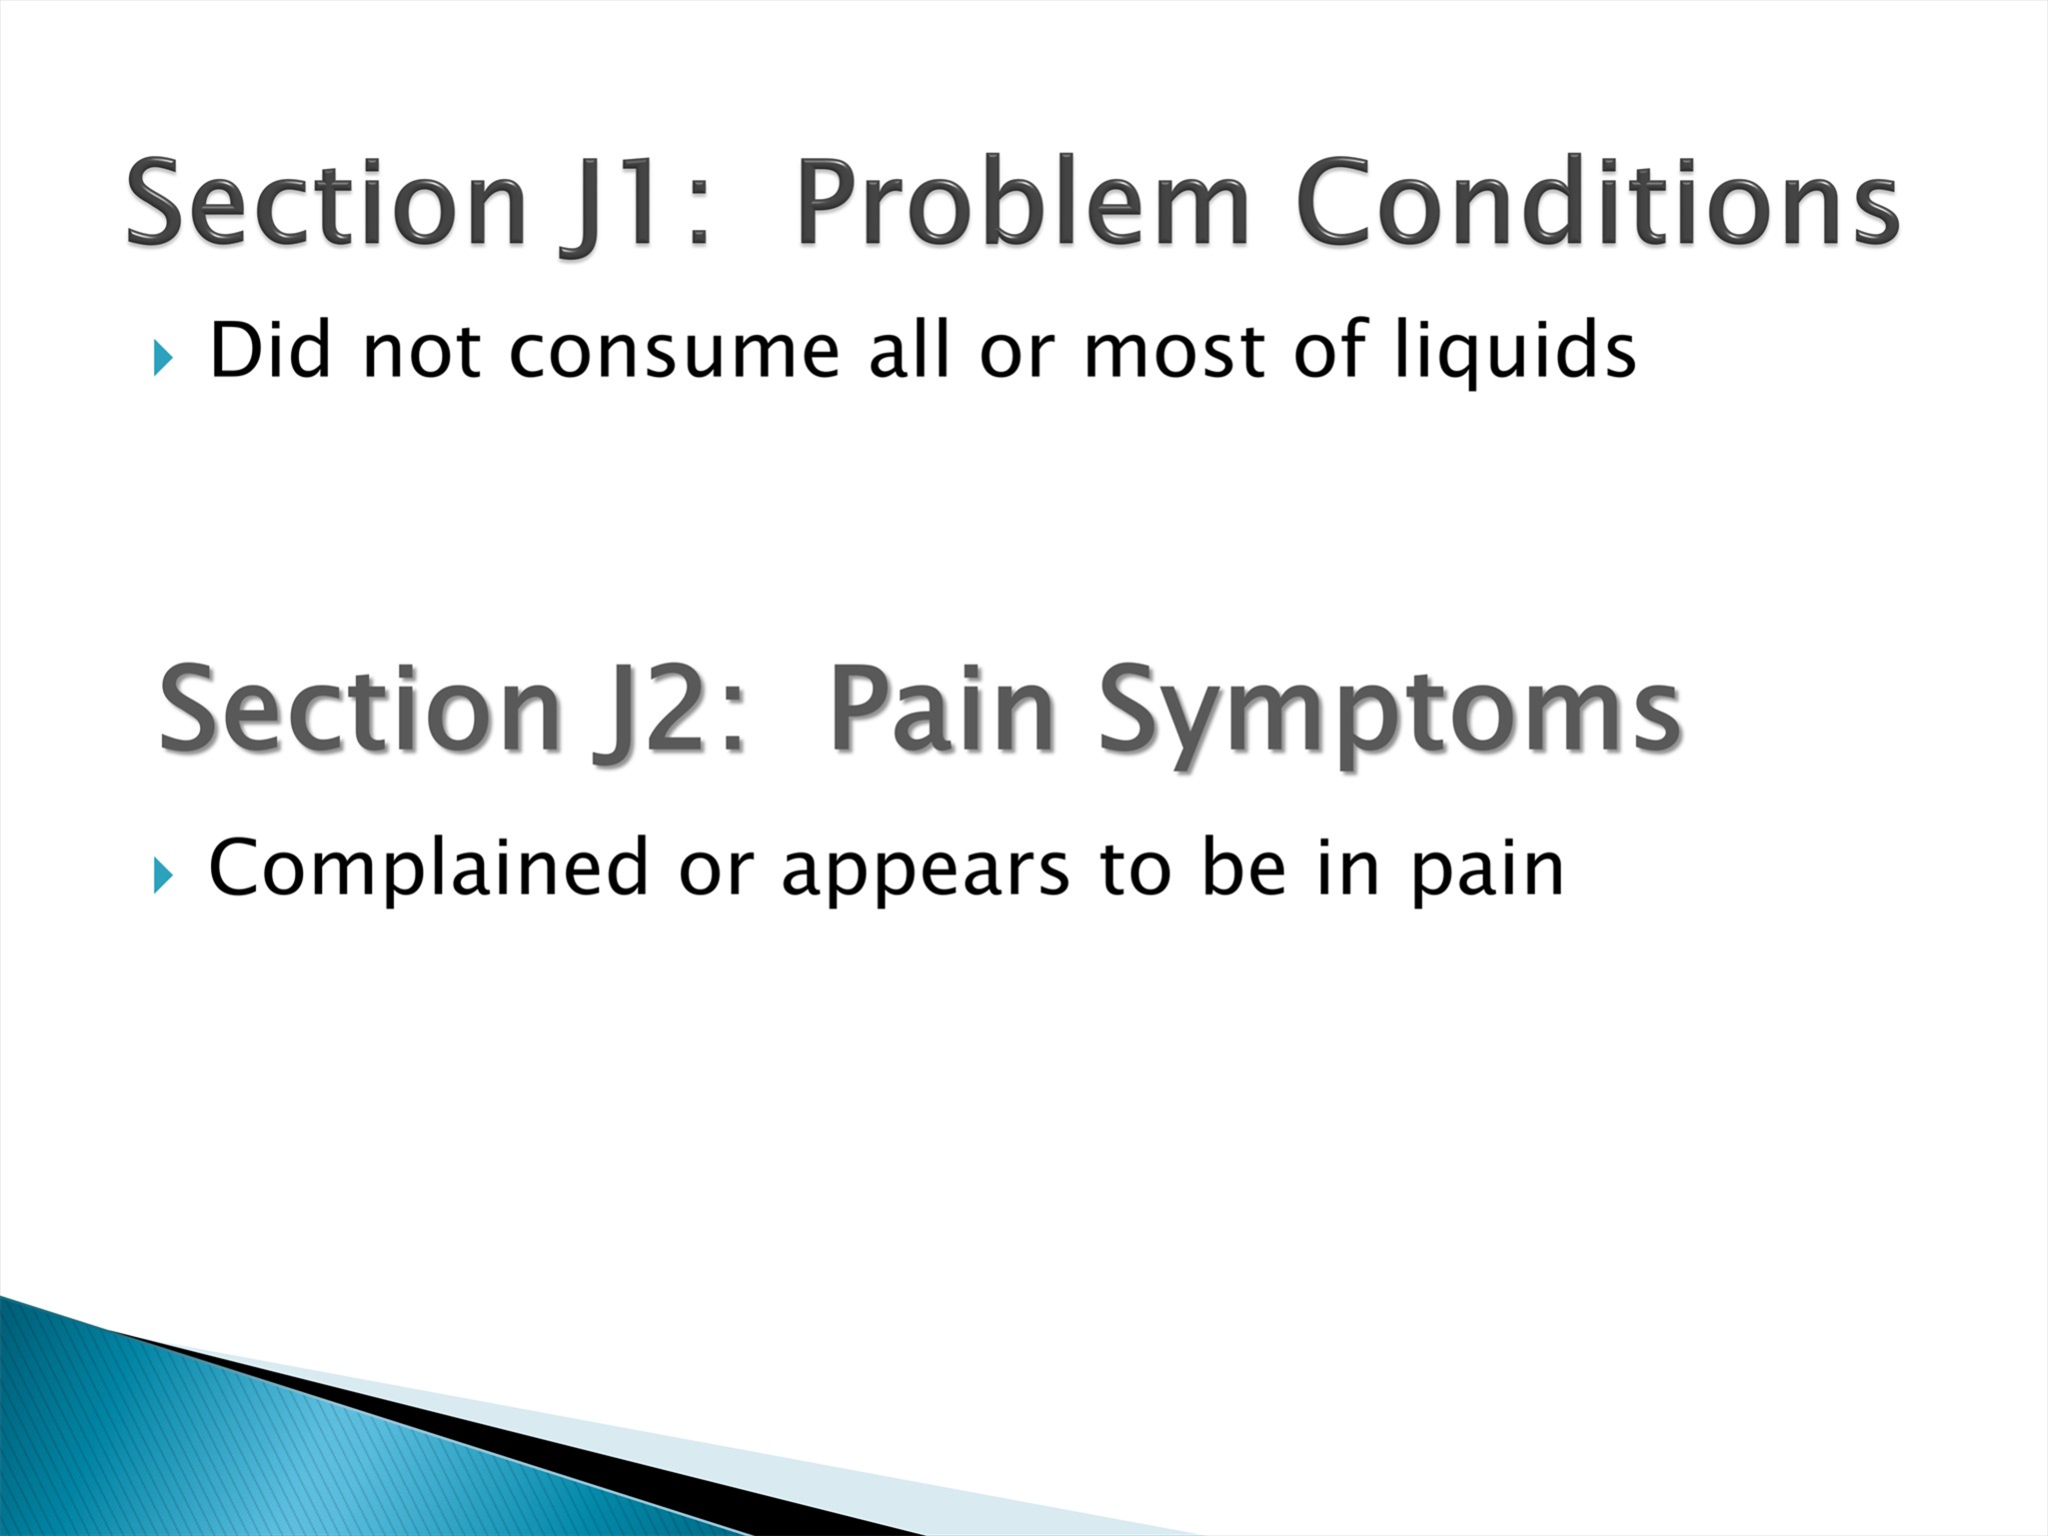 Section J1:  Problem Conditions
Did not consume all or most of liquids
Section J2:  Pain Symptoms
Complained or appears to be in pain